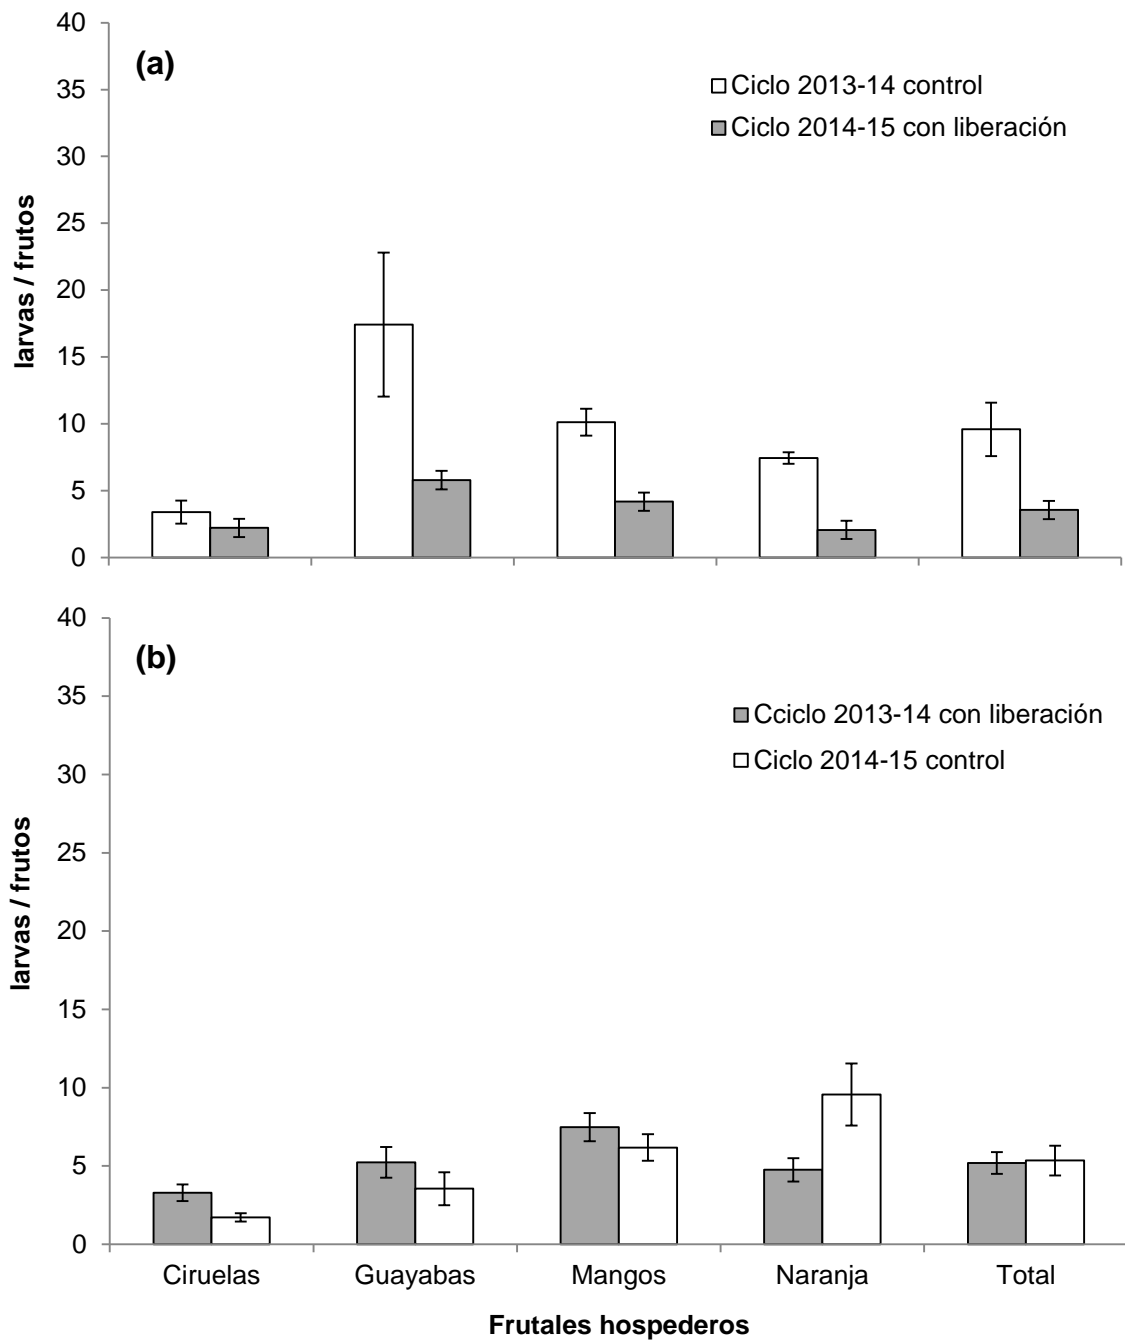 40
35
30
25
20
15
10
5
0
larvas / frutos
(a)
Ciclo 2013-14 control
Ciclo 2014-15 con liberación
40
35
30
25
20
15
10
5
0
larvas / frutos
(b)
Cciclo 2013-14 con liberación
Ciclo 2014-15 control
Ciruelas Guayabas Mangos Naranja Total
Frutales hospederos